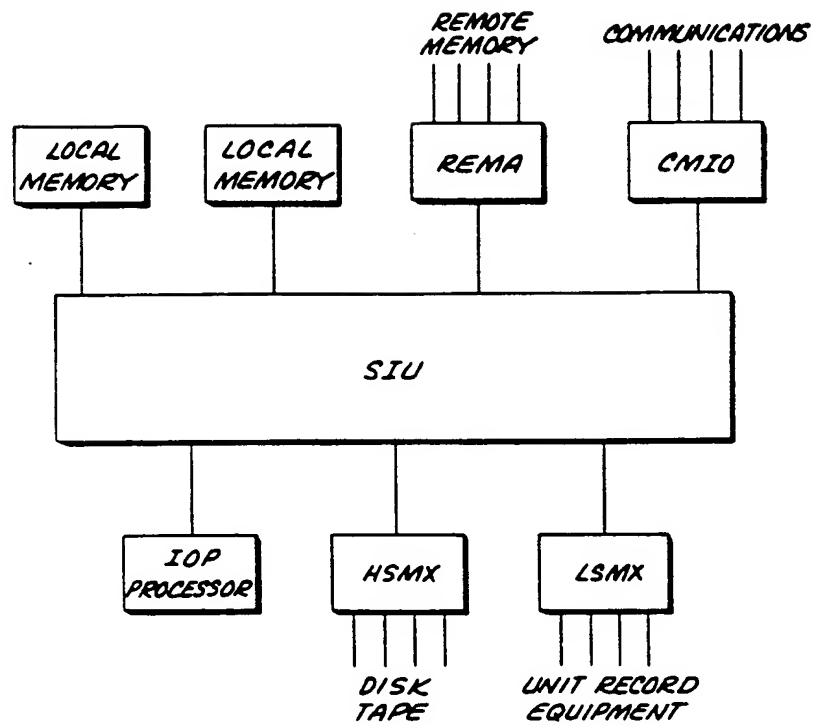 REMOTE
MEMORY
COMMUNICATIONS
LOCAL
MEMORY
LOCAL
MEMORY
REMA
CMIO
SIU
IOP
PROCESSOR
HSMX
LSMX
DISK
TAPE
UNIT RECORD
EQUIPMENT